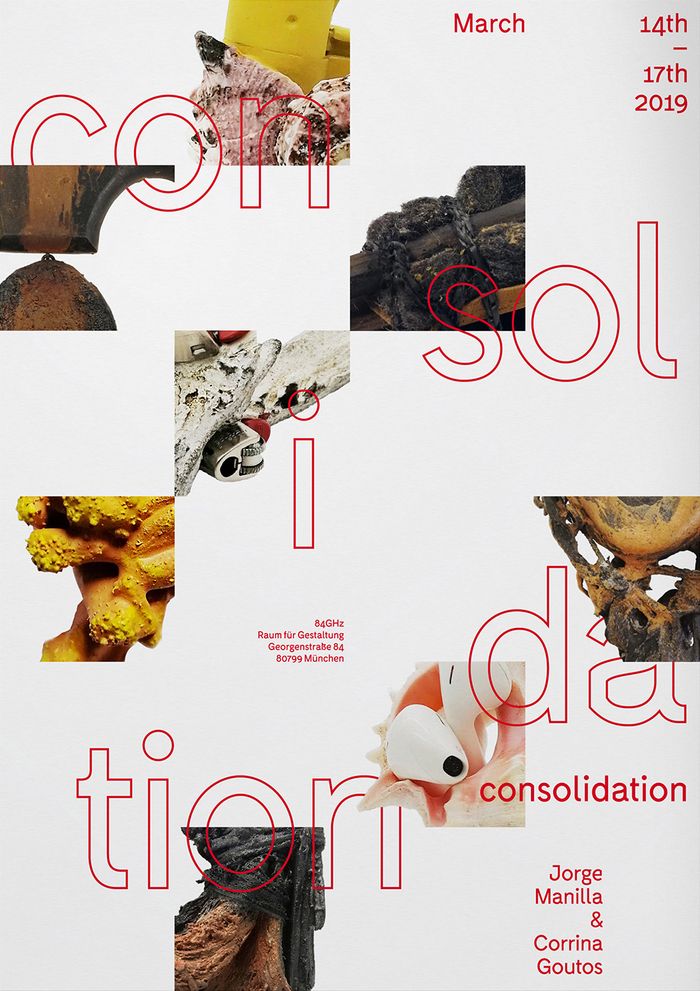 March
14th
–
17th
2019
con
sol
i
84GHz
Raum für Gestaltung
Georgenstraße 84
80799 München
da
tion
consolidation
Jorge
Manilla
&
Corrina
Goutos